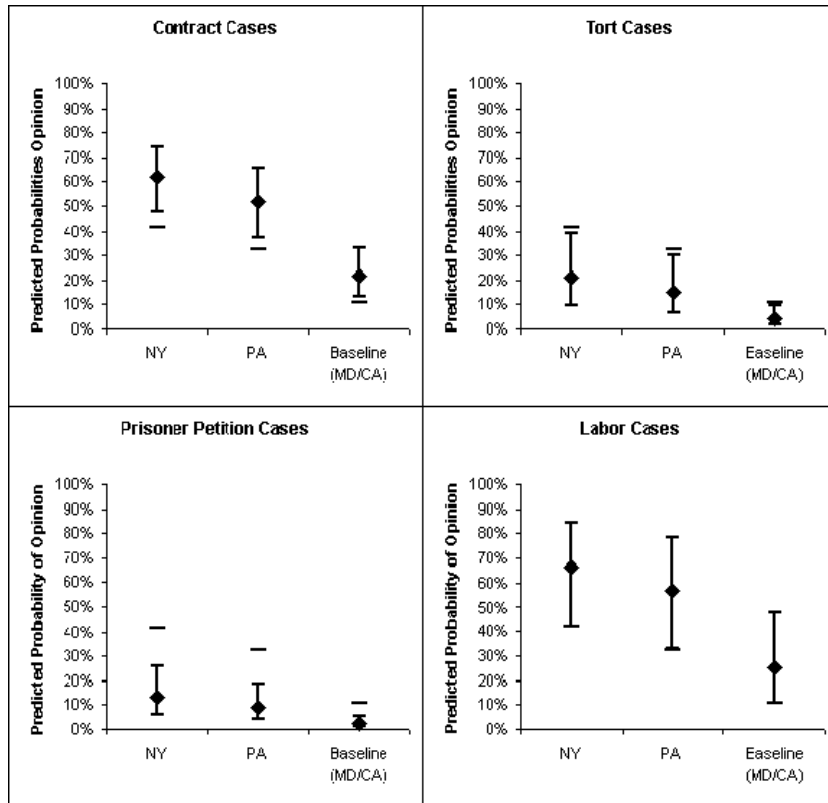 Contract Cases
Predicted Probabilities Opinion
100%
90%
80%
70%
60%
50%
40%
30%
20%
10%
0%
NY
PA
Baseline
(MD/CA)
Tort Cases
Predicted Probabilities Opinion
100%
90%
80%
70%
60%
50%
40%
30%
20%
10%
0%
NY
PA
Easeline
(MD/CA)
Prisoner Petition Cases
Predicted Probability of Opinion
100%
90%
80%
70%
60%
50%
40%
30%
20%
10%
0%
NY
PA
Baseline
(MD/CA)
Labor Cases
Predicted Probability of Opinion
100%
90%
80%
70%
60%
50%
40%
30%
20%
10%
0%
NY
PA
Easeline
(MD/CA)